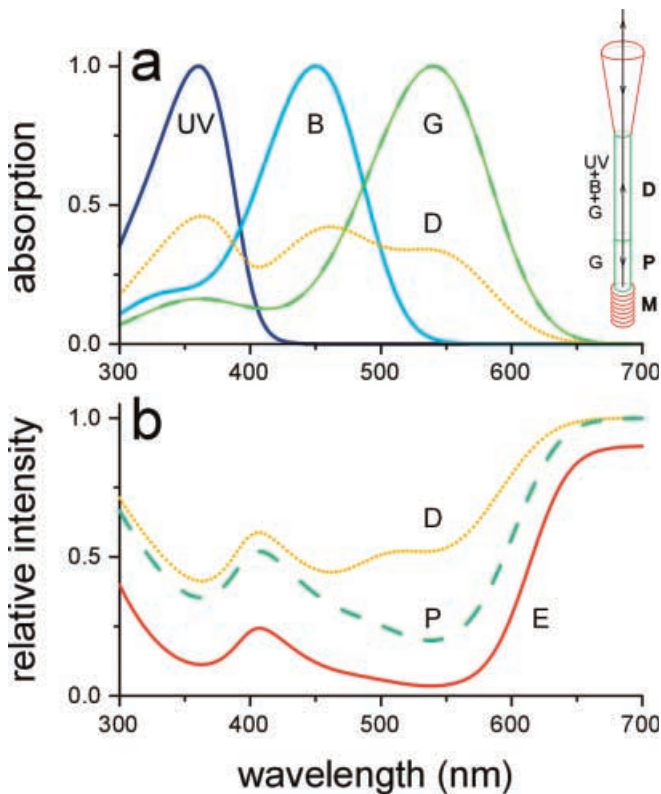 a
UV
B
G
D
absorption
1.0
0.5
0.0
300
400
500
600
700
UV
+
B
+
G
D
G
P
M
b
D
P
E
relative intensity
1.0
0.5
0.0
300
400
500
600
700
wavelength (nm)